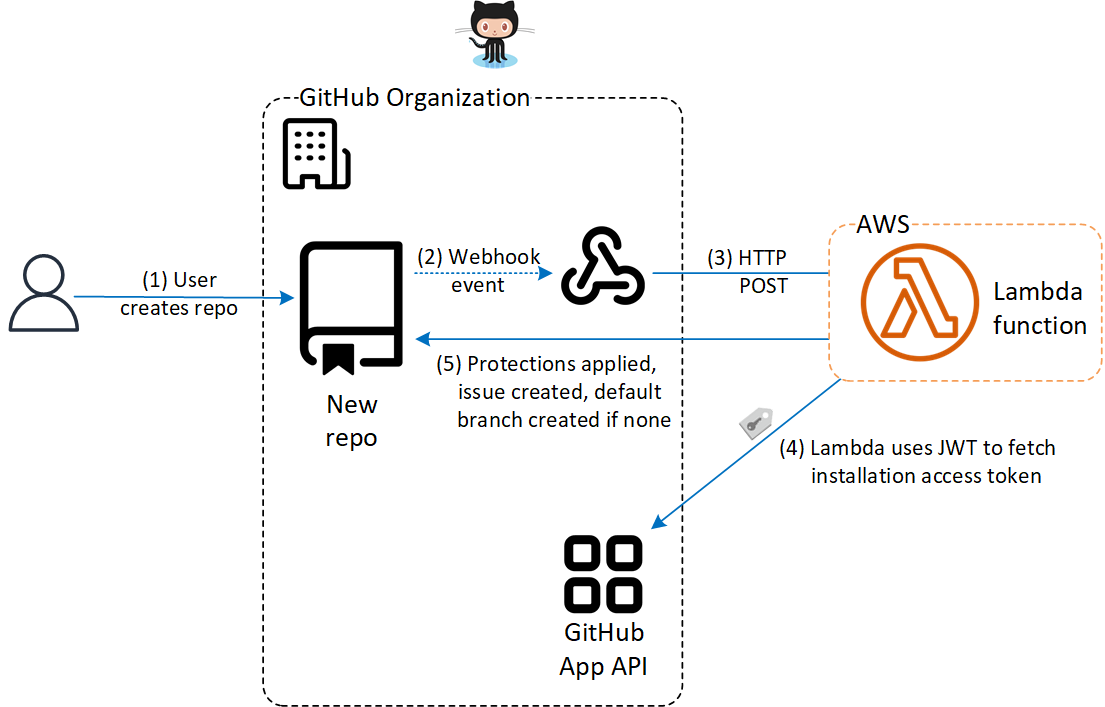 GitHub Organization
(1) User
creates repo
(2) Webhook
event
(3) HTTP
POST
AWS
Lambda
function
(5) Protections applied,
issue created, default
branch created if none
New
repo
(4) Lambda uses JWT to fetch
installation access token
GitHub
App API